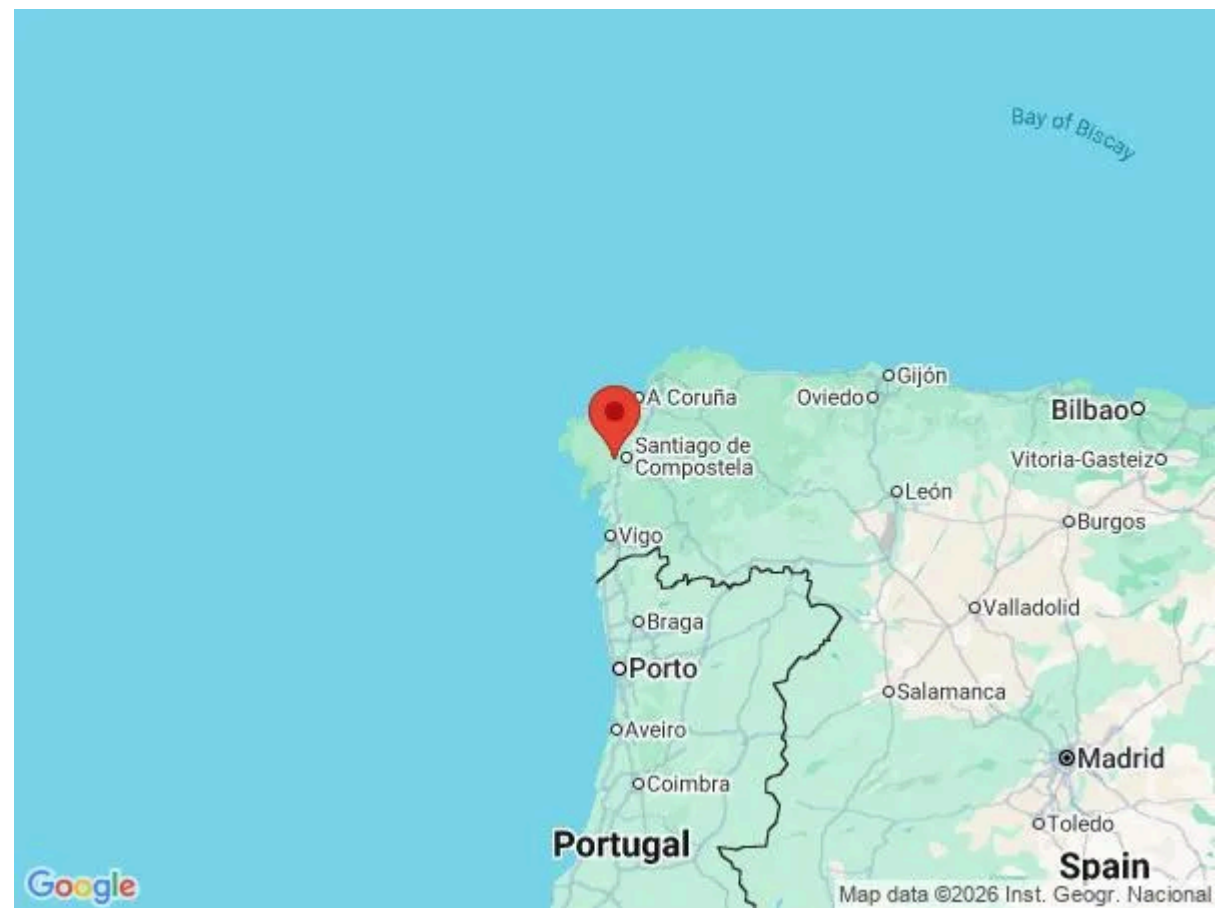 Bay of Biscay
Gijón
A Coruña
Oviedo
Bilbao
Santiago de
Compostela
Vitoria-Gasteiz
León
Burgos
Vigo
Valladolid
Braga
Porto
Salamanca
Aveiro
Madrid
Coimbra
Toledo
Portugal
Spain
Google
Map data ©2026 Inst. Geogr. Nacional